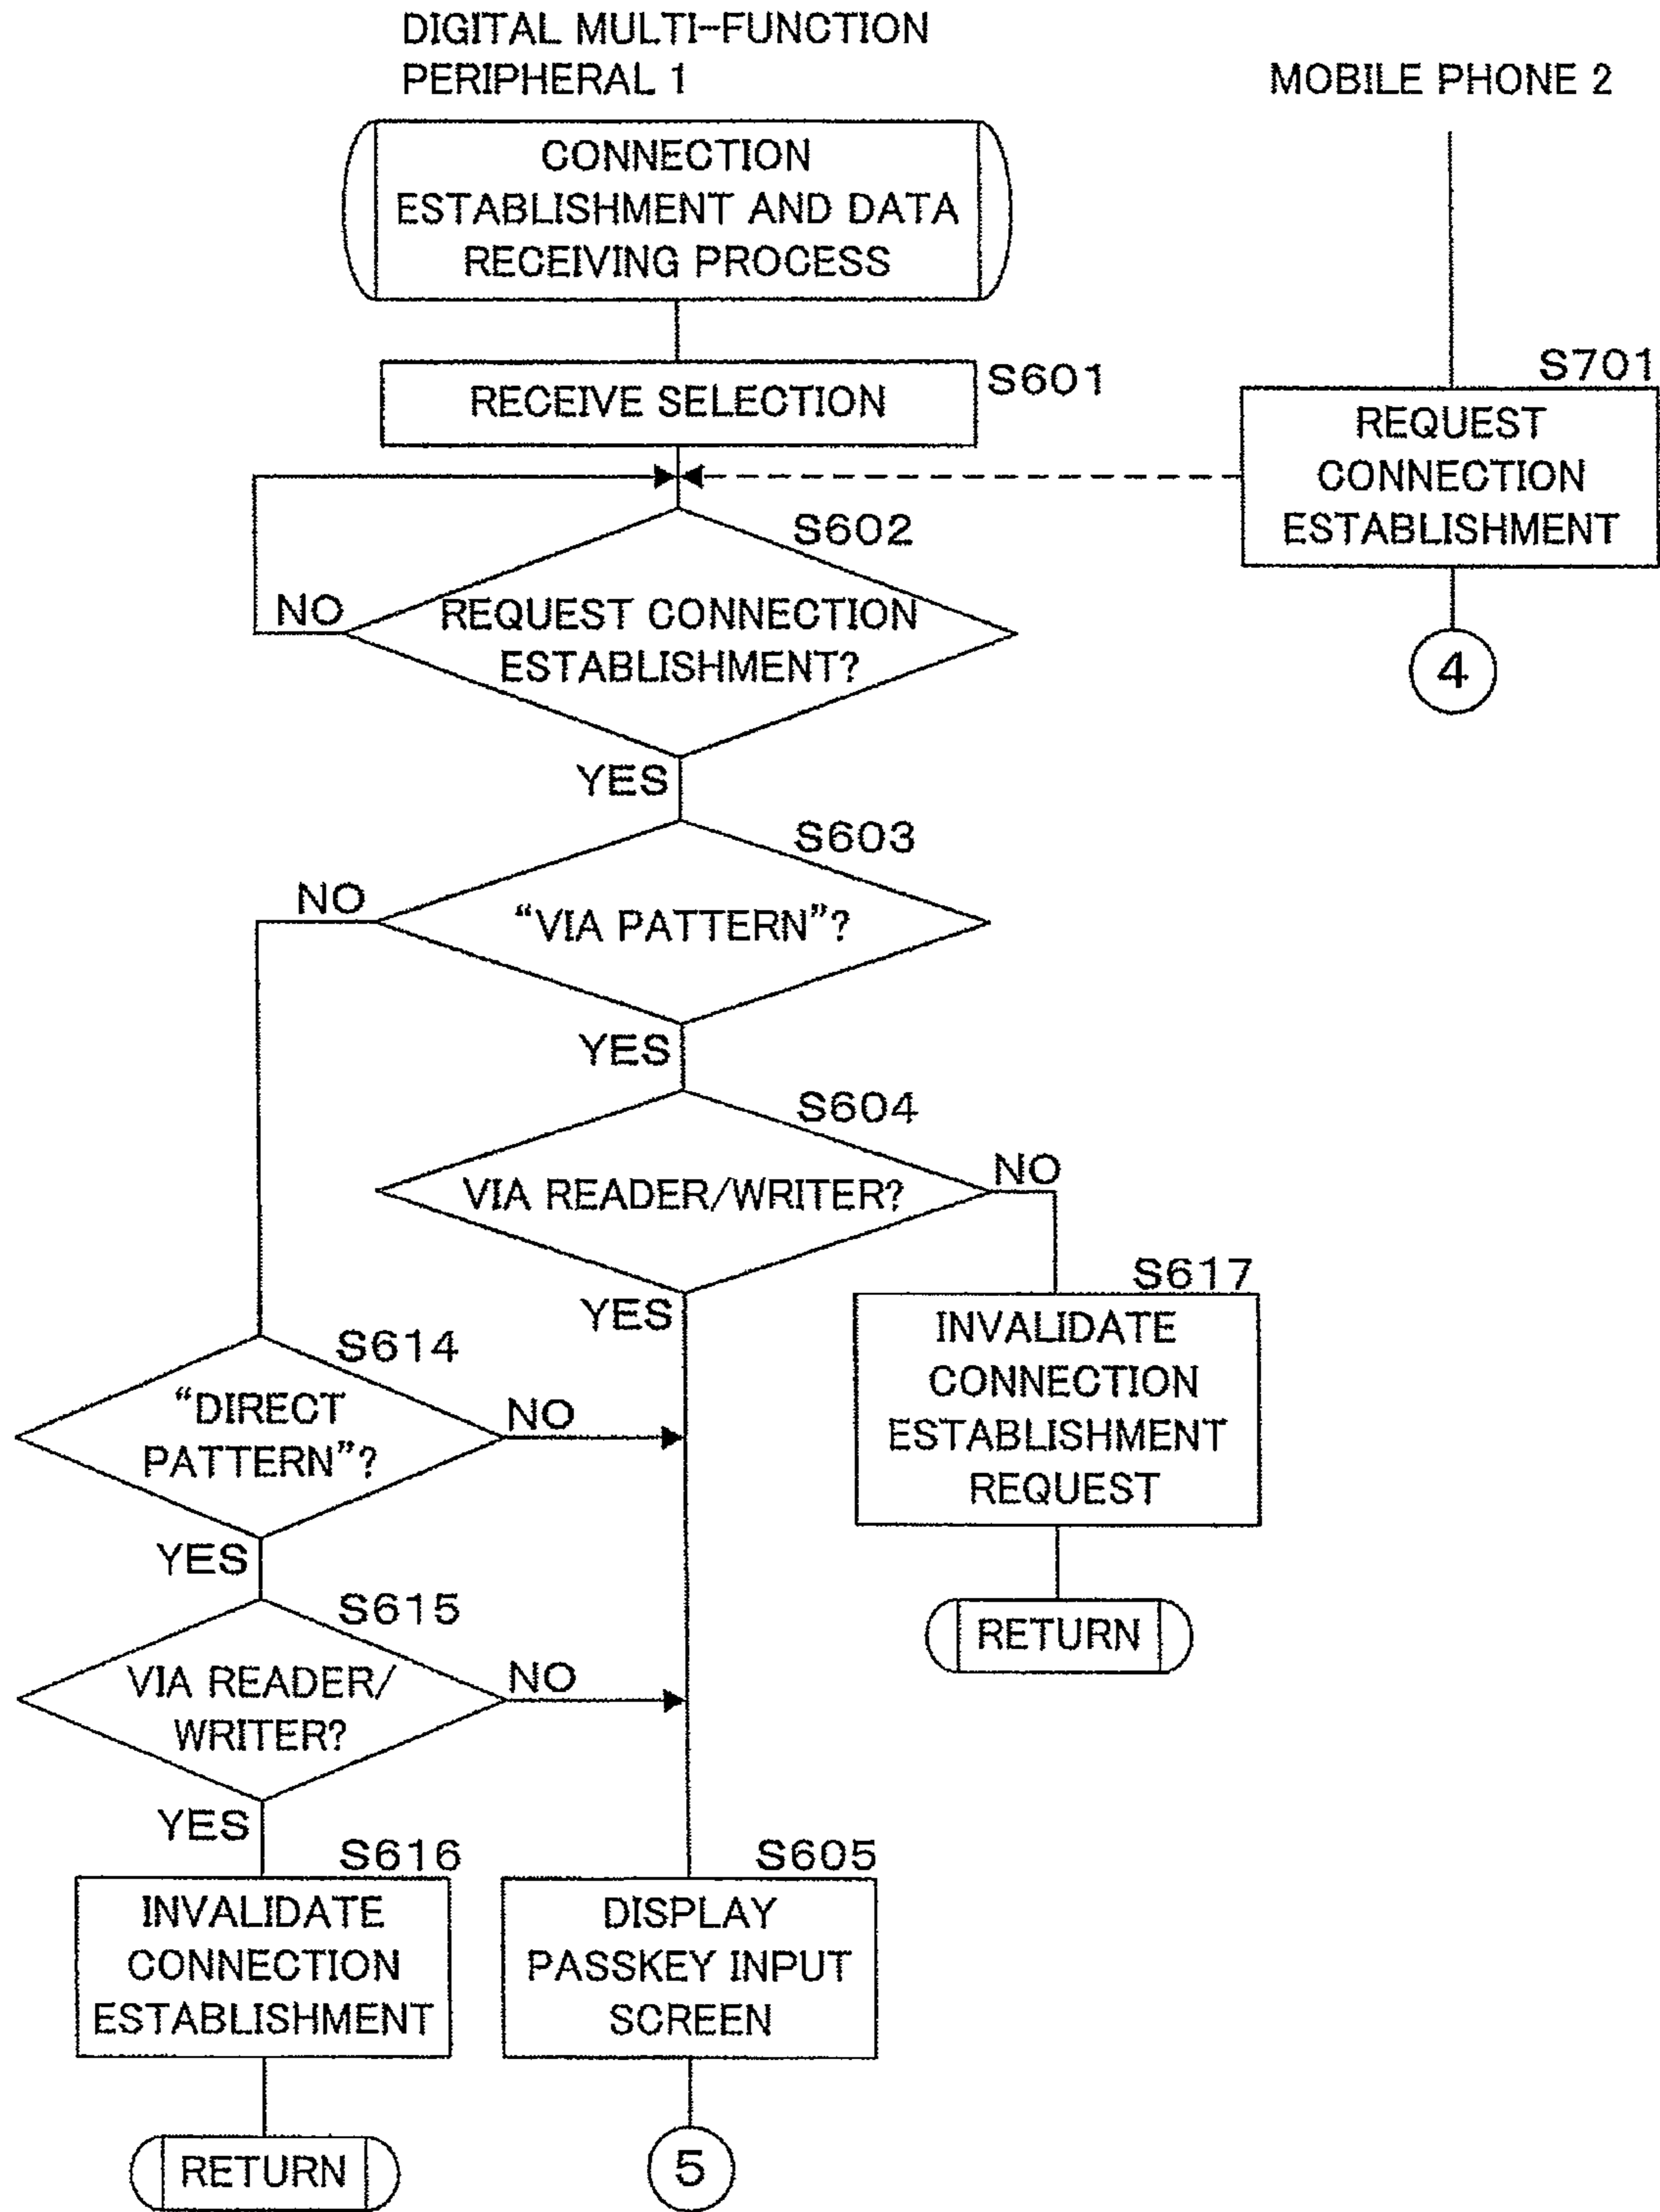 DIGITAL MULTI-FUNCTION
PERIPHERAL 1
MOBILE PHONE 2
CONNECTION
ESTABLISHMENT AND DATA
RECEIVING PROCESS
S601
RECEIVE SELECTION
S701
REQUEST
CONNECTION
ESTABLISHMENT
4
S602
NO
REQUEST CONNECTION
ESTABLISHMENT?
YES
S603
NO
“VIA PATTERN”?
YES
S604
NO
VIA READER/WRITER?
YES
S617
INVALIDATE
CONNECTION
ESTABLISHMENT
REQUEST
RETURN
S614
“DIRECT
PATTERN”?
NO
YES
S615
VIA READER/
WRITER?
NO
YES
S616
INVALIDATE
CONNECTION
ESTABLISHMENT
RETURN
S605
DISPLAY
PASSKEY INPUT
SCREEN
5